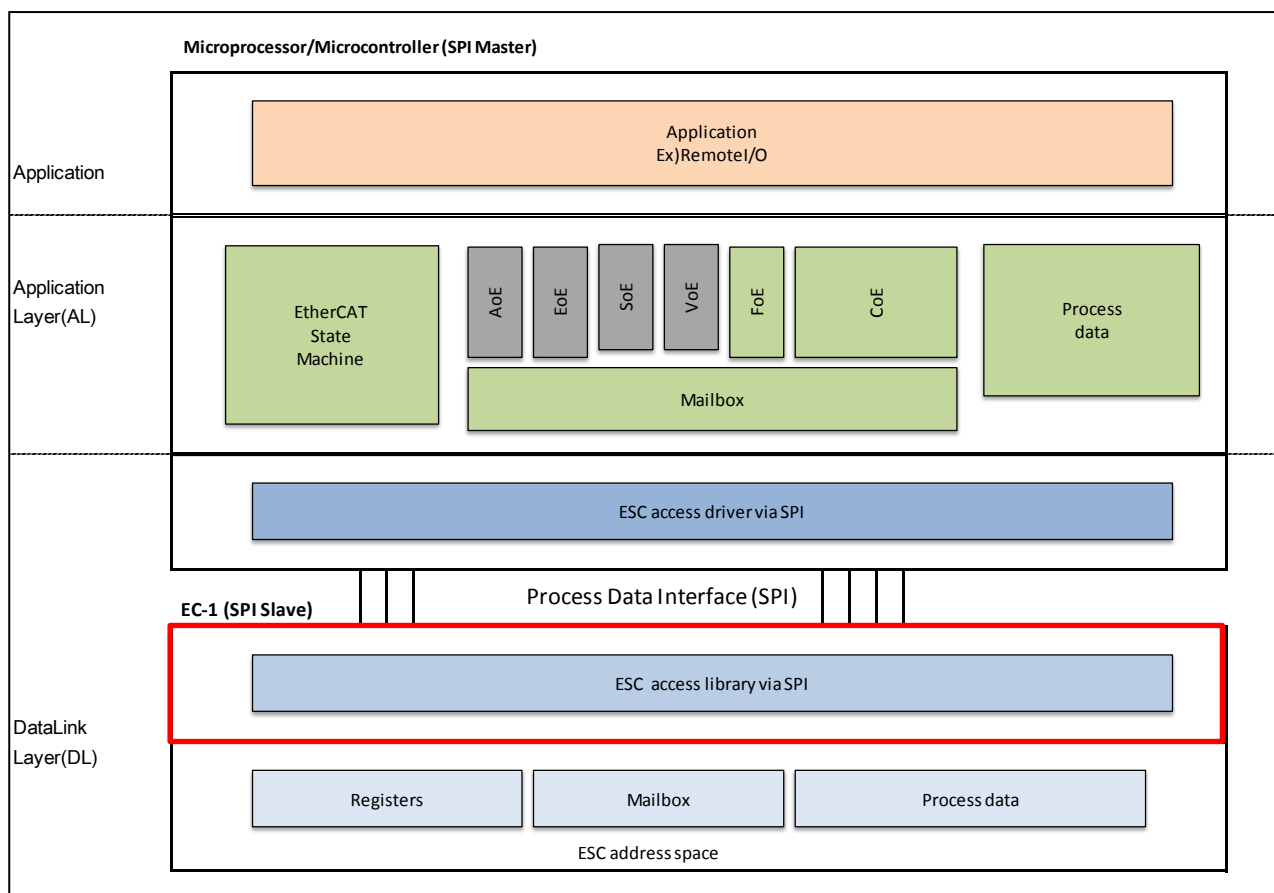 Microprocessor/Microcontroller (SPI Master)
Application
Ex)RemoteI/O
Application
Application
Layer(AL)
EtherCAT
State
Machine
AoE
EoE
SoE
VoE
FoE
CoE
Process
data
Mailbox
ESC access driver via SPI
Process Data Interface (SPI)
EC-1 (SPI Slave)
ESC access library via SPI
DataLink
Layer(DL)
Registers
Mailbox
Process data
ESC address space